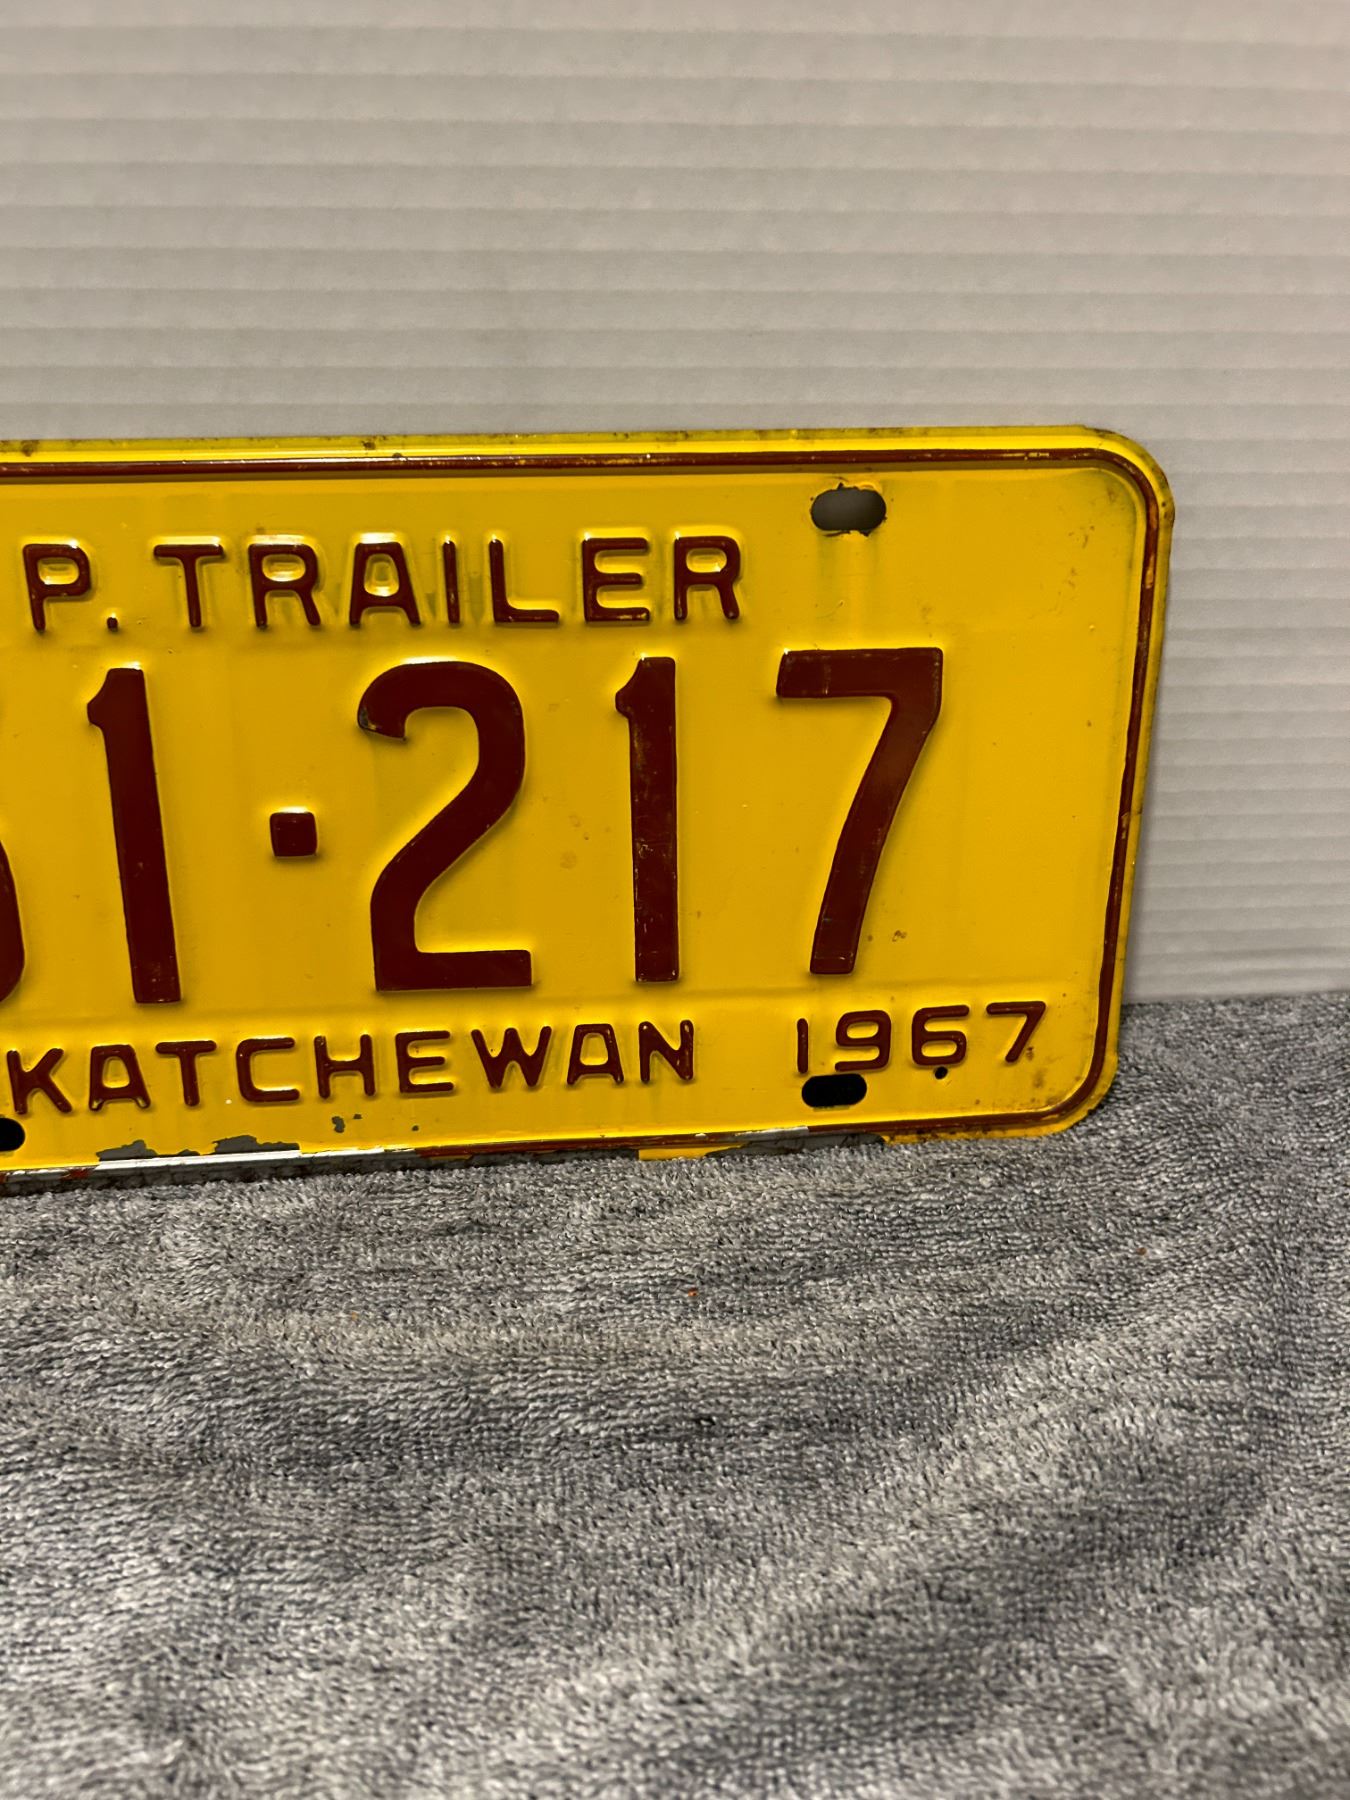 P. TRAILER
1·217
KATCHEWAN 1967